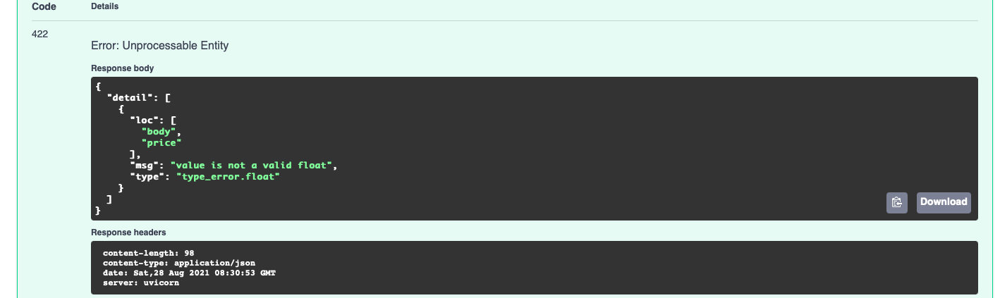 Code Details
422
Error: Unprocessable Entity
Response body
{
  "detail": [
    {
      "loc": [
        "body",
        "price"
      ],
      "msg": "value is not a valid float",
      "type": "type_error.float"
    }
  ]
}
Download
Response headers
content-length: 98
content-type: application/json
date: Sat,28 Aug 2021 08:30:53 GMT
server: uvicorn